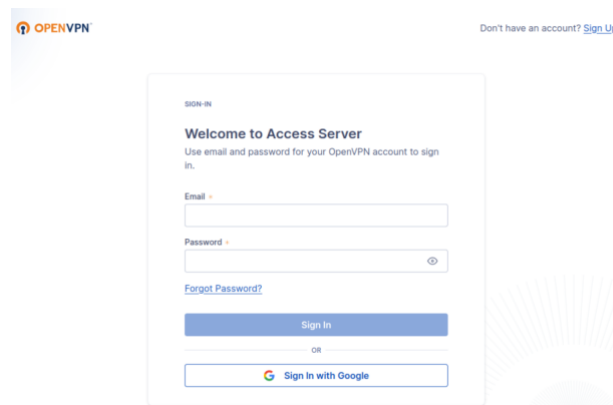 OPENVPN
Don't have an account? Sign Up
SIGN-IN
Welcome to Access Server
Use email and password for your OpenVPN account to sign
in.
Email *
Password *
Forgot Password?
Sign In
OR
Sign In with Google